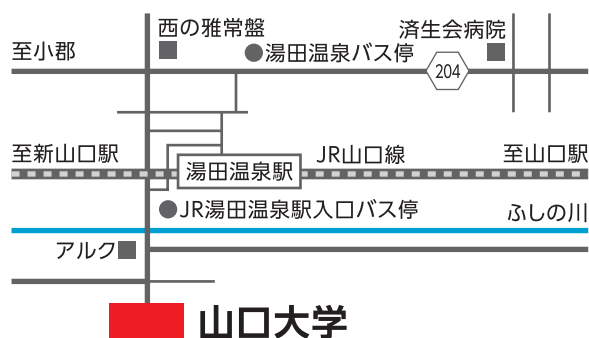 西の雅常盤
済生会病院
至小郡
湯田温泉バス停
204
至新山口駅
湯田温泉駅
JR山口線
至山口駅
JR湯田温泉駅入口バス停
ふしの川
アルク
山口大学